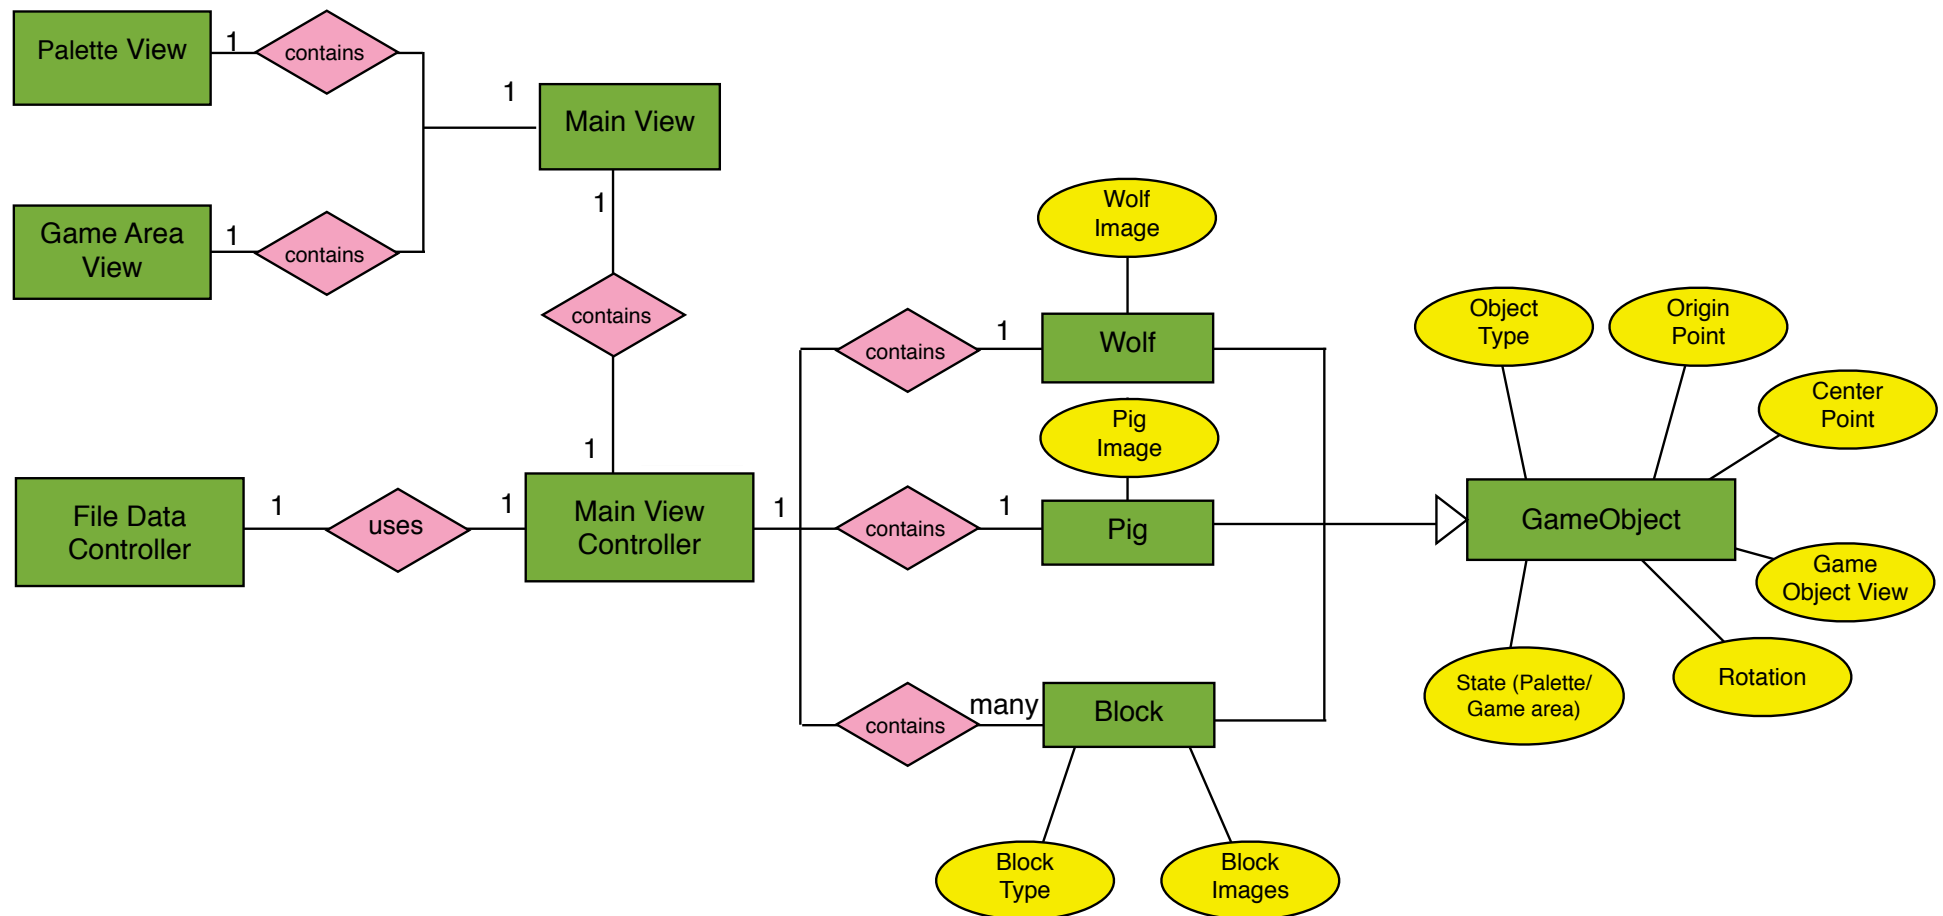 Palette View
1
contains
1
Main View
Game Area
View
1
contains
1
contains
1
File Data
Controller
1
uses
1
Main View
Controller
1
contains
1
Wolf
Image
Wolf
contains
1
Pig
Image
Pig
contains
many
Block
Block
Type
Block
Images
Object
Type
Origin
Point
Center
Point
GameObject
Game
Object View
Rotation
State (Palette/
Game area)